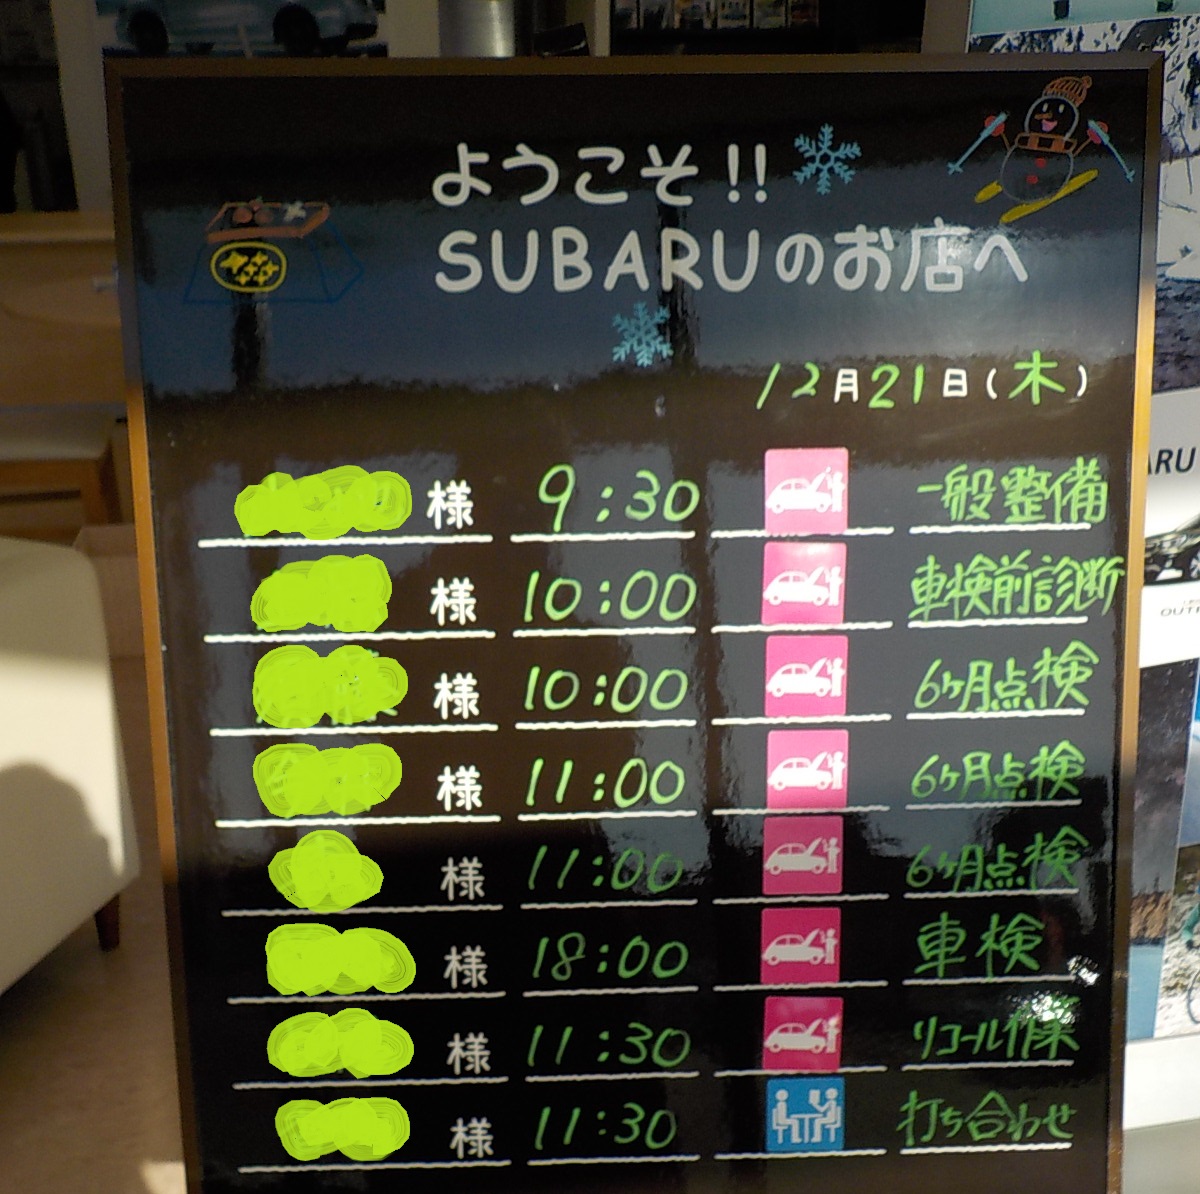 ようこそ!!
SUBARUのお店へ
12月21日(木)
様 9:30 一般整備
様 10:00 車検前診断
様 10:00 6ヶ月点検
様 11:00 6ヶ月点検
様 11:00 6ヶ月点検
様 18:00 車検
様 11:30 リコール作業
様 11:30 打ち合わせ
ARU